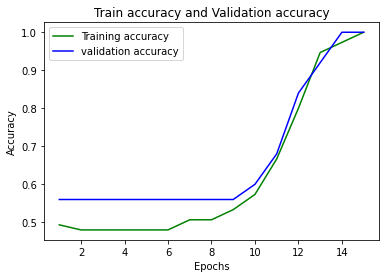 Train accuracy and Validation accuracy
Training accuracy
validation accuracy
1.0
0.9
0.8
0.7
0.6
0.5
Accuracy
2 4 6 8 10 12 14
Epochs